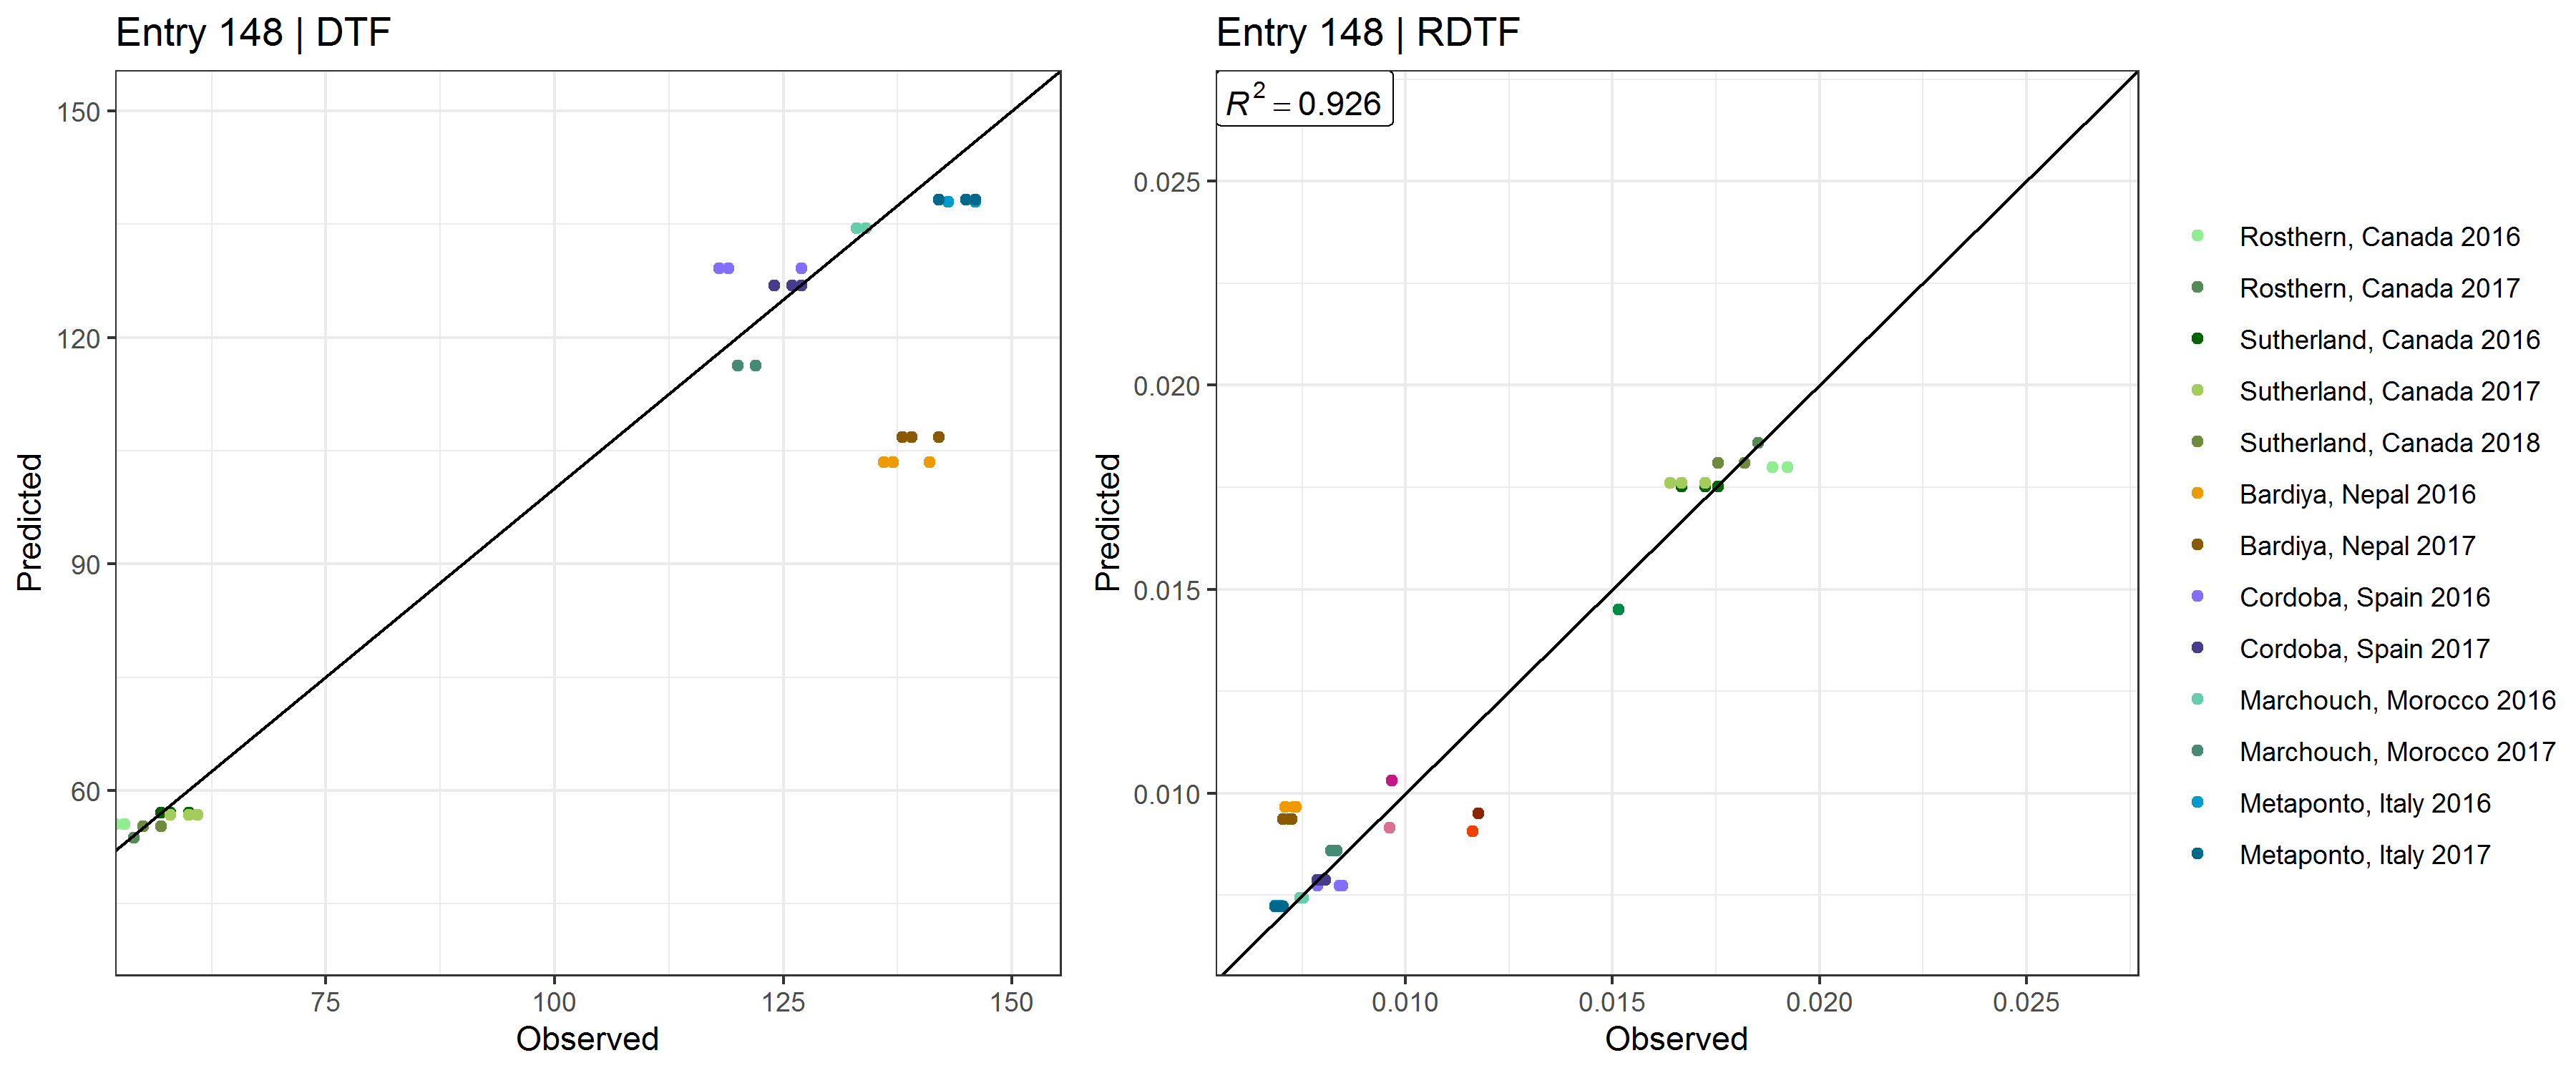 Entry 148 | DTF
150
120
90
60
Predicted
75
100
125
150
Observed
Entry 148 | RDTF
R² = 0.926
0.025
0.020
0.015
0.010
Predicted
0.010
0.015
0.020
0.025
Observed
Rosthern, Canada 2016
Rosthern, Canada 2017
Sutherland, Canada 2016
Sutherland, Canada 2017
Sutherland, Canada 2018
Bardiya, Nepal 2016
Bardiya, Nepal 2017
Cordoba, Spain 2016
Cordoba, Spain 2017
Marchouch, Morocco 2016
Marchouch, Morocco 2017
Metaponto, Italy 2016
Metaponto, Italy 2017